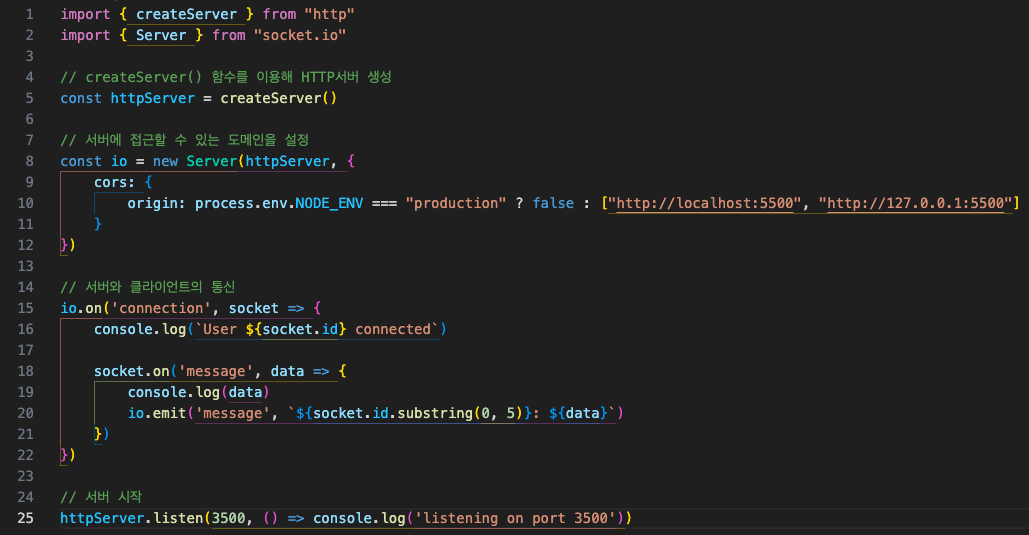 1 import { createServer } from "http"
2 import { Server } from "socket.io"
3
4 // createServer() 함수를 이용해 HTTP서버 생성
5 const httpServer = createServer()
6
7 // 서버에 접근할 수 있는 도메인을 설정
8 const io = new Server(httpServer, {
9     cors: {
10         origin: process.env.NODE_ENV === "production" ? false : ["http://localhost:5500", "http://127.0.0.1:5500"]
11     }
12 })
13
14 // 서버와 클라이언트의 통신
15 io.on('connection', socket => {
16     console.log(`User ${socket.id} connected`)
17
18     socket.on('message', data => {
19         console.log(data)
20         io.emit('message', `${socket.id.substring(0, 5)}: ${data}`)
21     })
22 })
23
24 // 서버 시작
25 httpServer.listen(3500, () => console.log('listening on port 3500'))